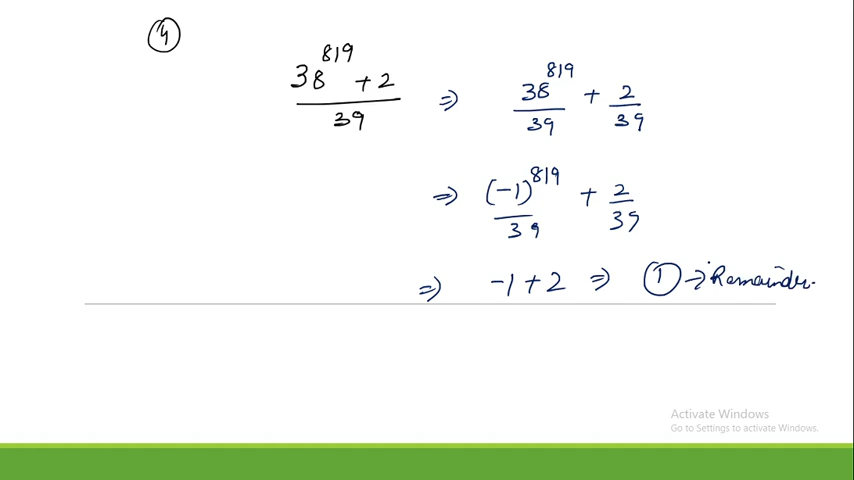 4
(38^819 + 2)/39 ⇒ 38^819/39 + 2/39
⇒ (-1)^819/39 + 2/39
⇒ -1 + 2 ⇒ 1 → Remainder.
Activate Windows
Go to Settings to activate Windows.